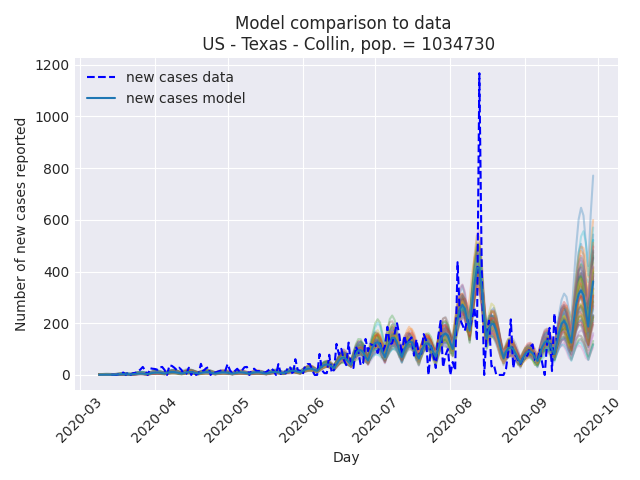 Model comparison to data
US - Texas - Collin, pop. = 1034730
new cases data
new cases model
Number of new cases reported
1200
1000
800
600
400
200
0
2020-03
2020-04
2020-05
2020-06
2020-07
2020-08
2020-09
2020-10
Day